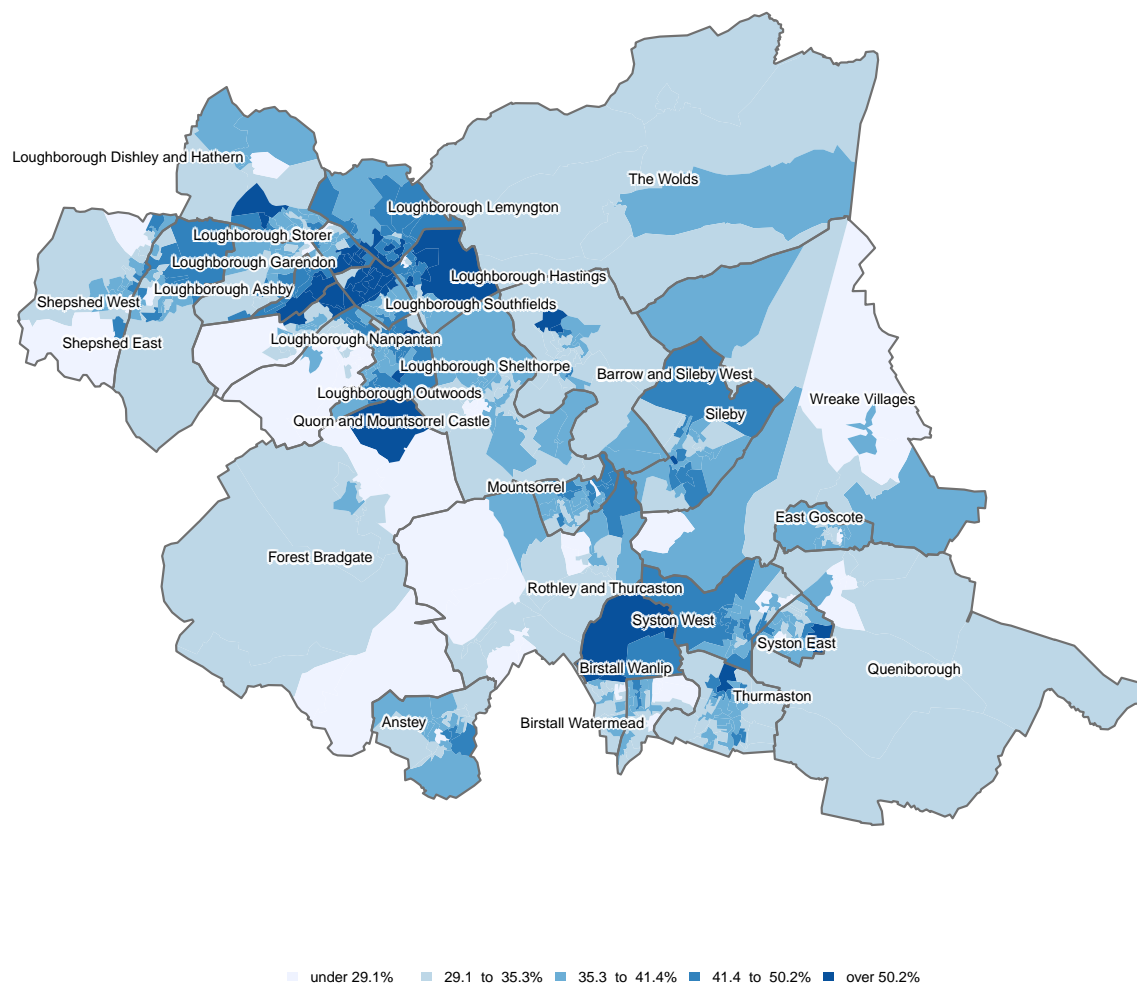 Loughborough Dishley and Hathern
The Wolds
Loughborough Lemyngton
Loughborough Storer
Loughborough Garendon
Loughborough Hastings
Loughborough Ashby
Shepshed West
Loughborough Southfields
Shepshed East
Loughborough Nanpantan
Loughborough Shelthorpe
Barrow and Sileby West
Loughborough Outwoods
Wreake Villages
Sileby
Quorn and Mountsorrel Castle
Mountsorrel
East Goscote
Forest Bradgate
Rothley and Thurcaston
Syston West
Syston East
Birstall Wanlip
Queniborough
Thurmaston
Anstey
Birstall Watermead
under 29.1% 29.1 to 35.3% 35.3 to 41.4% 41.4 to 50.2% over 50.2%